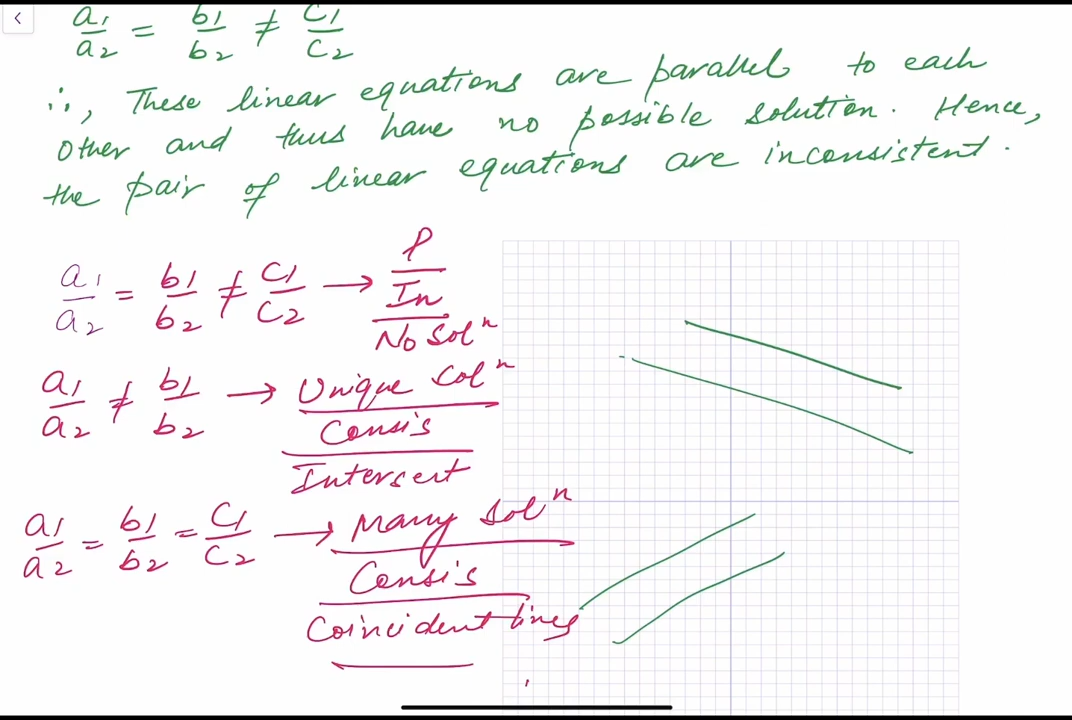 a1/a2 = b1/b2 ≠ c1/c2
∴, These linear equations are parallel to each
other and thus have no possible solution. Hence,
the pair of linear equations are inconsistent.
a1/a2 = b1/b2 ≠ c1/c2 → P
In
No solⁿ
a1/a2 ≠ b1/b2 → Unique solⁿ
Consis
Intersect
a1/a2 = b1/b2 = c1/c2 → Many solⁿ
Consis
Coincident lines